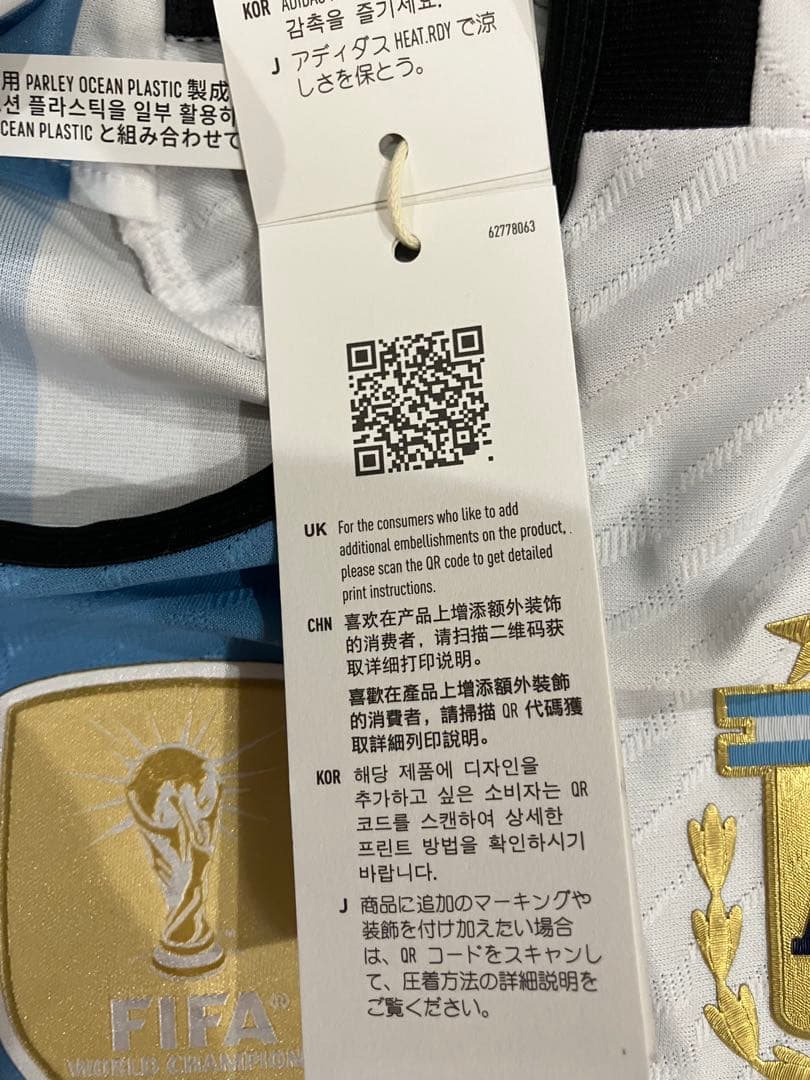 KOR
감촉을 즐기세요.
J アディダス HEAT.RDY で涼
しさを保とう。
用 PARLEY OCEAN PLASTIC 製成
션 플라스틱을 일부 활용하
CEAN PLASTIC と組み合わせて
62778063
UK For the consumers who like to add
additional embellishments on the product,
please scan the QR code to get detailed
print instructions.
CHN 喜欢在产品上增添额外装饰
的消费者，请扫描二维码获
取详细打印说明。
喜歡在產品上增添額外裝飾
的消費者，請掃描 QR 代碼獲
取詳細列印說明。
KOR 해당 제품에 디자인을
추가하고 싶은 소비자는 QR
코드를 스캔하여 상세한
프린트 방법을 확인하시기
바랍니다.
J 商品に追加のマーキングや
装飾を付け加えたい場合
は、QR コードをスキャンし
て、圧着方法の詳細説明を
ご覧ください。
FIFA®
WORLD CHAMPION